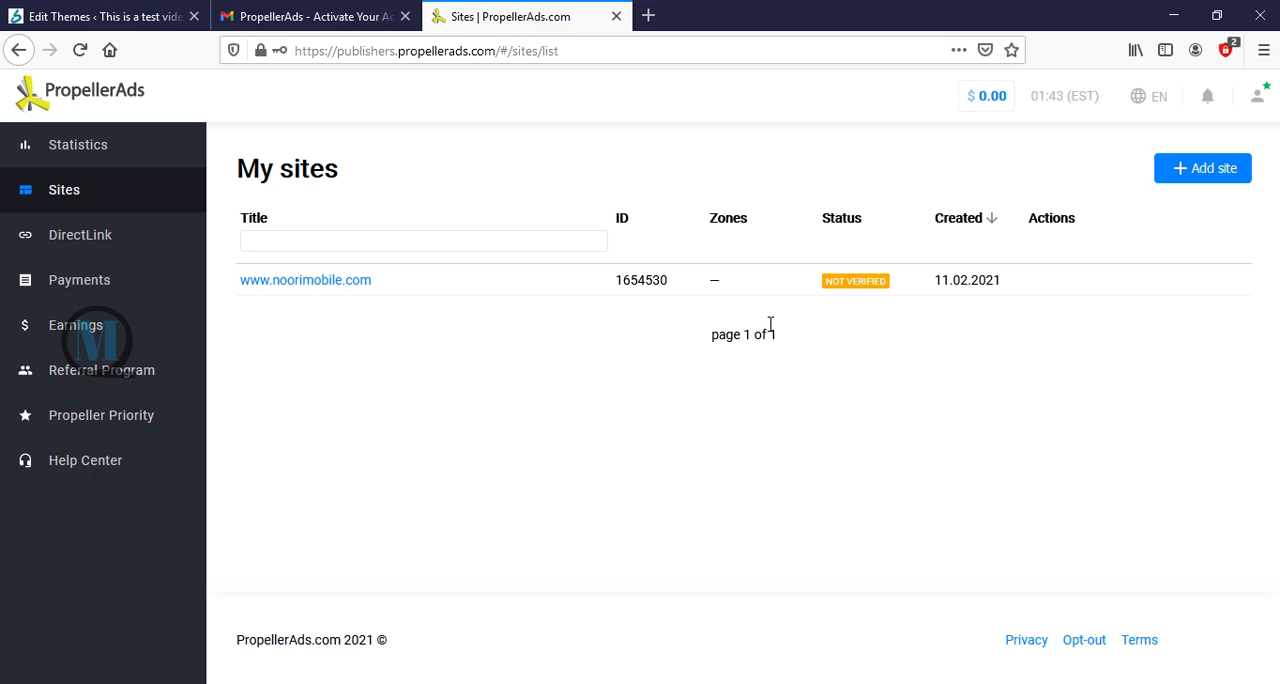 Edit Themes ‹ This is a test vide
PropellerAds - Activate Your Ac
Sites | PropellerAds.com
https://publishers.propellerads.com/#/sites/list
2
PropellerAds
$ 0.00
01:43 (EST)
EN
Statistics
Sites
DirectLink
Payments
Earnings
Referral Program
Propeller Priority
Help Center
M
My sites
+ Add site
Title ID Zones Status Created Actions
www.noorimobile.com 1654530 — NOT VERIFIED 11.02.2021
page 1 of 1
PropellerAds.com 2021 ©
Privacy Opt-out Terms